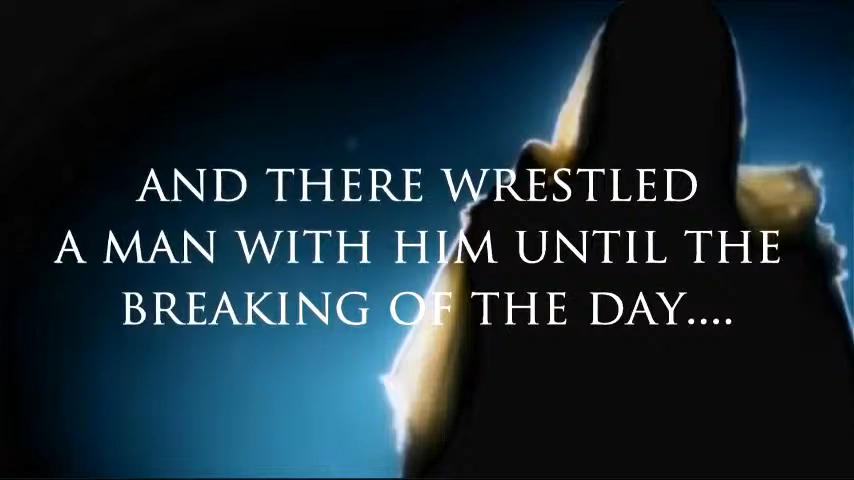 AND THERE WRESTLED
A MAN WITH HIM UNTIL THE
BREAKING OF THE DAY....